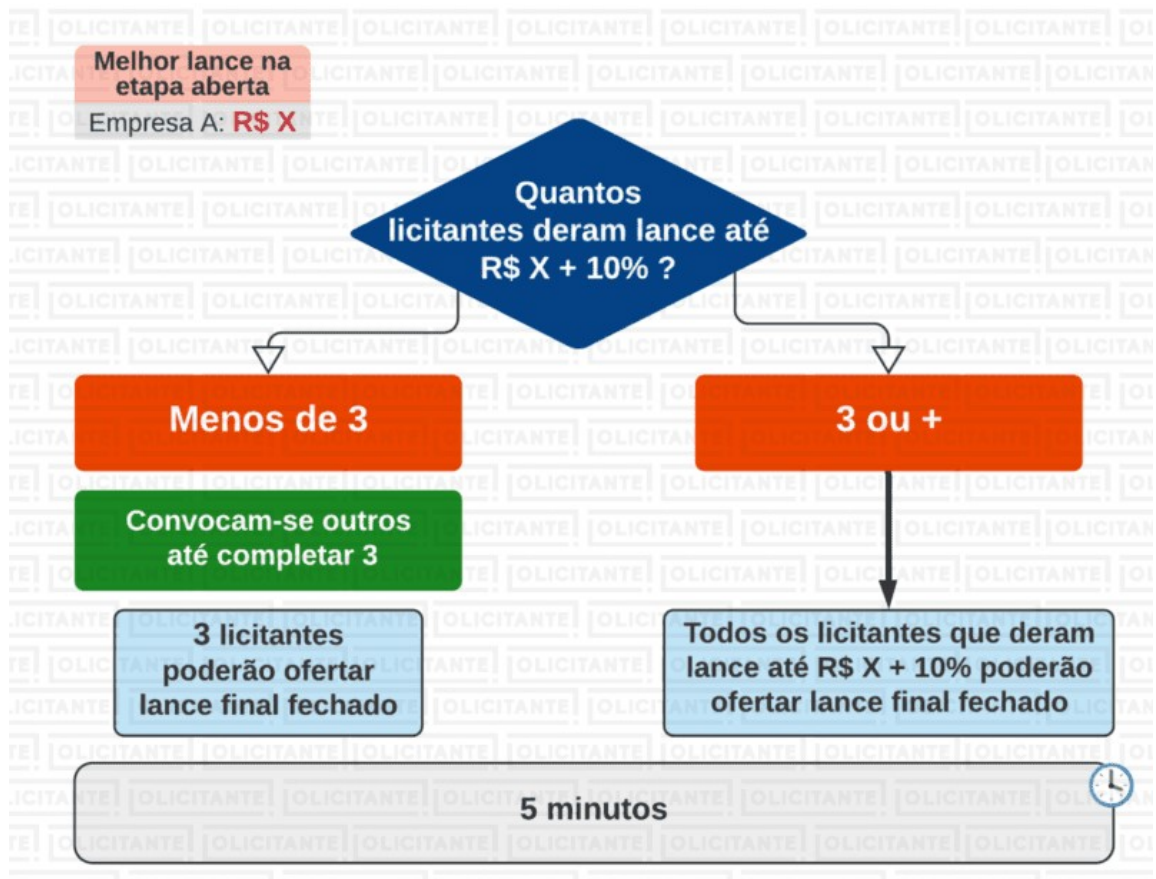 Melhor lance na
etapa aberta
Empresa A: R$ X
Quantos
licitantes deram lance até
R$ X + 10% ?
Menos de 3
3 ou +
Convocam-se outros
até completar 3
3 licitantes
poderão ofertar
lance final fechado
Todos os licitantes que deram
lance até R$ X + 10% poderão
ofertar lance final fechado
5 minutos
OLICITANTE